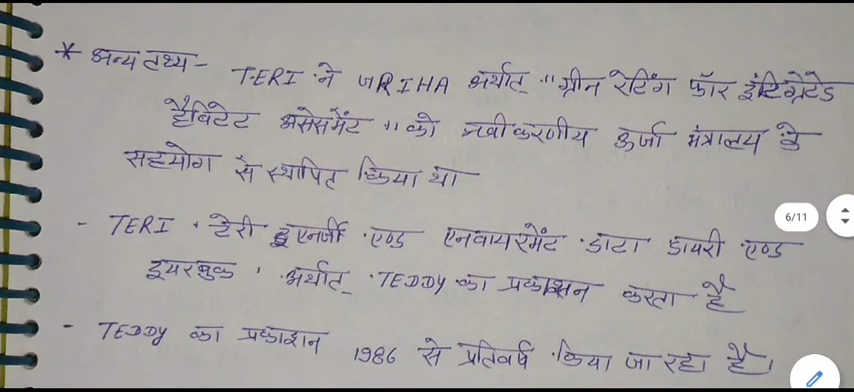 * अन्य तथ्य - TERI ने GRIHA अर्थात् "ग्रीन रेटिंग फॉर इंटिग्रेटेड
हैबिटेट असेसमेंट" को नवीकरणीय ऊर्जा मंत्रालय के
सहयोग से स्थापित किया था
- TERI 'टेरी एनर्जी एण्ड एनवायरमेंट डाटा डायरी एण्ड
6/11
इयरबुक' अर्थात् TEDDY का प्रकाशन करता है
- TEDDY का प्रकाशन 1986 से प्रतिवर्ष किया जा रहा है।